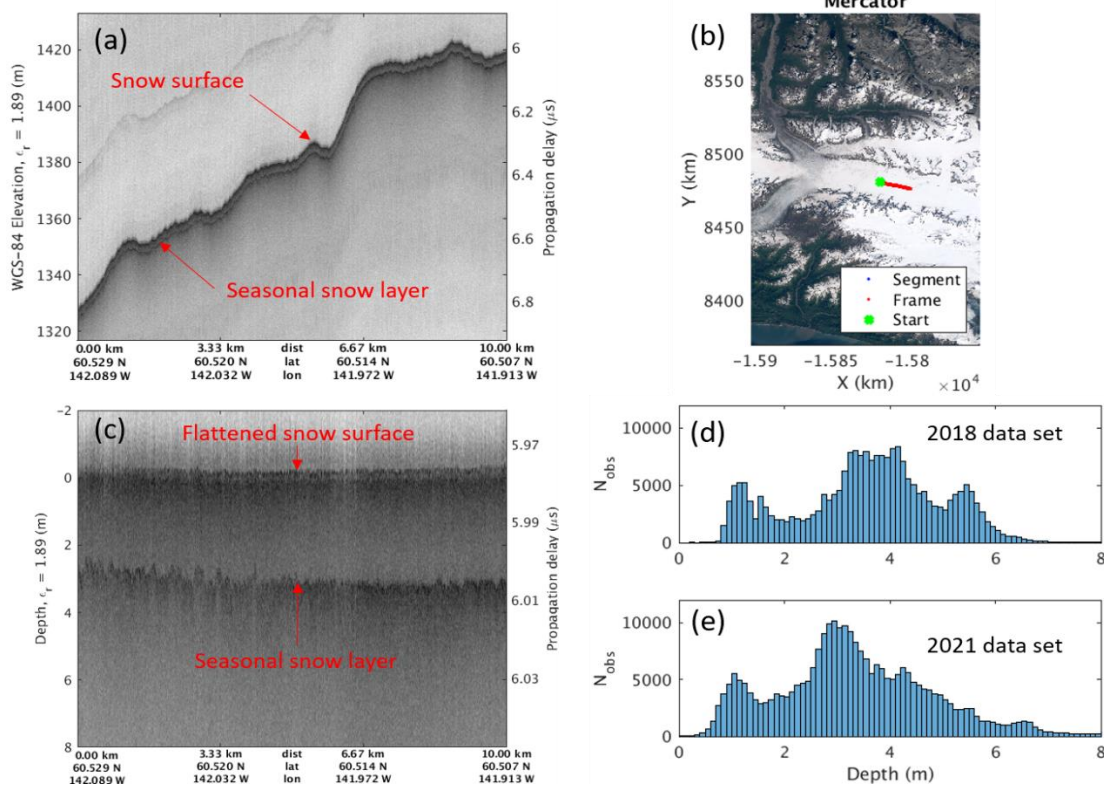 (a)
1420
1400
1380
1360
1340
1320
WGS-84 Elevation, ϵr = 1.89 (m)
Snow surface
Seasonal snow layer
6
6.2
6.4
6.6
6.8
Propagation delay (μs)
0.00 km 3.33 km dist 6.67 km 10.00 km
60.529 N 60.520 N lat 60.514 N 60.507 N
142.089 W 142.032 W lon 141.972 W 141.913 W
Mercator
(b)
8550
8500
8450
8400
Y (km)
Segment
Frame
Start
-1.59 -1.585 -1.58
X (km) × 10⁴
(c)
-2
0
2
4
6
8
Depth, ϵr = 1.89 (m)
Flattened snow surface
Seasonal snow layer
5.97
5.99
6.01
6.03
Propagation delay (μs)
0.00 km 3.33 km dist 6.67 km 10.00 km
60.529 N 60.520 N lat 60.514 N 60.507 N
142.089 W 142.032 W lon 141.972 W 141.913 W
(d)
2018 data set
10000
5000
0
Nobs
0 2 4 6 8
(e)
2021 data set
10000
5000
0
Nobs
0 2 4 6 8
Depth (m)